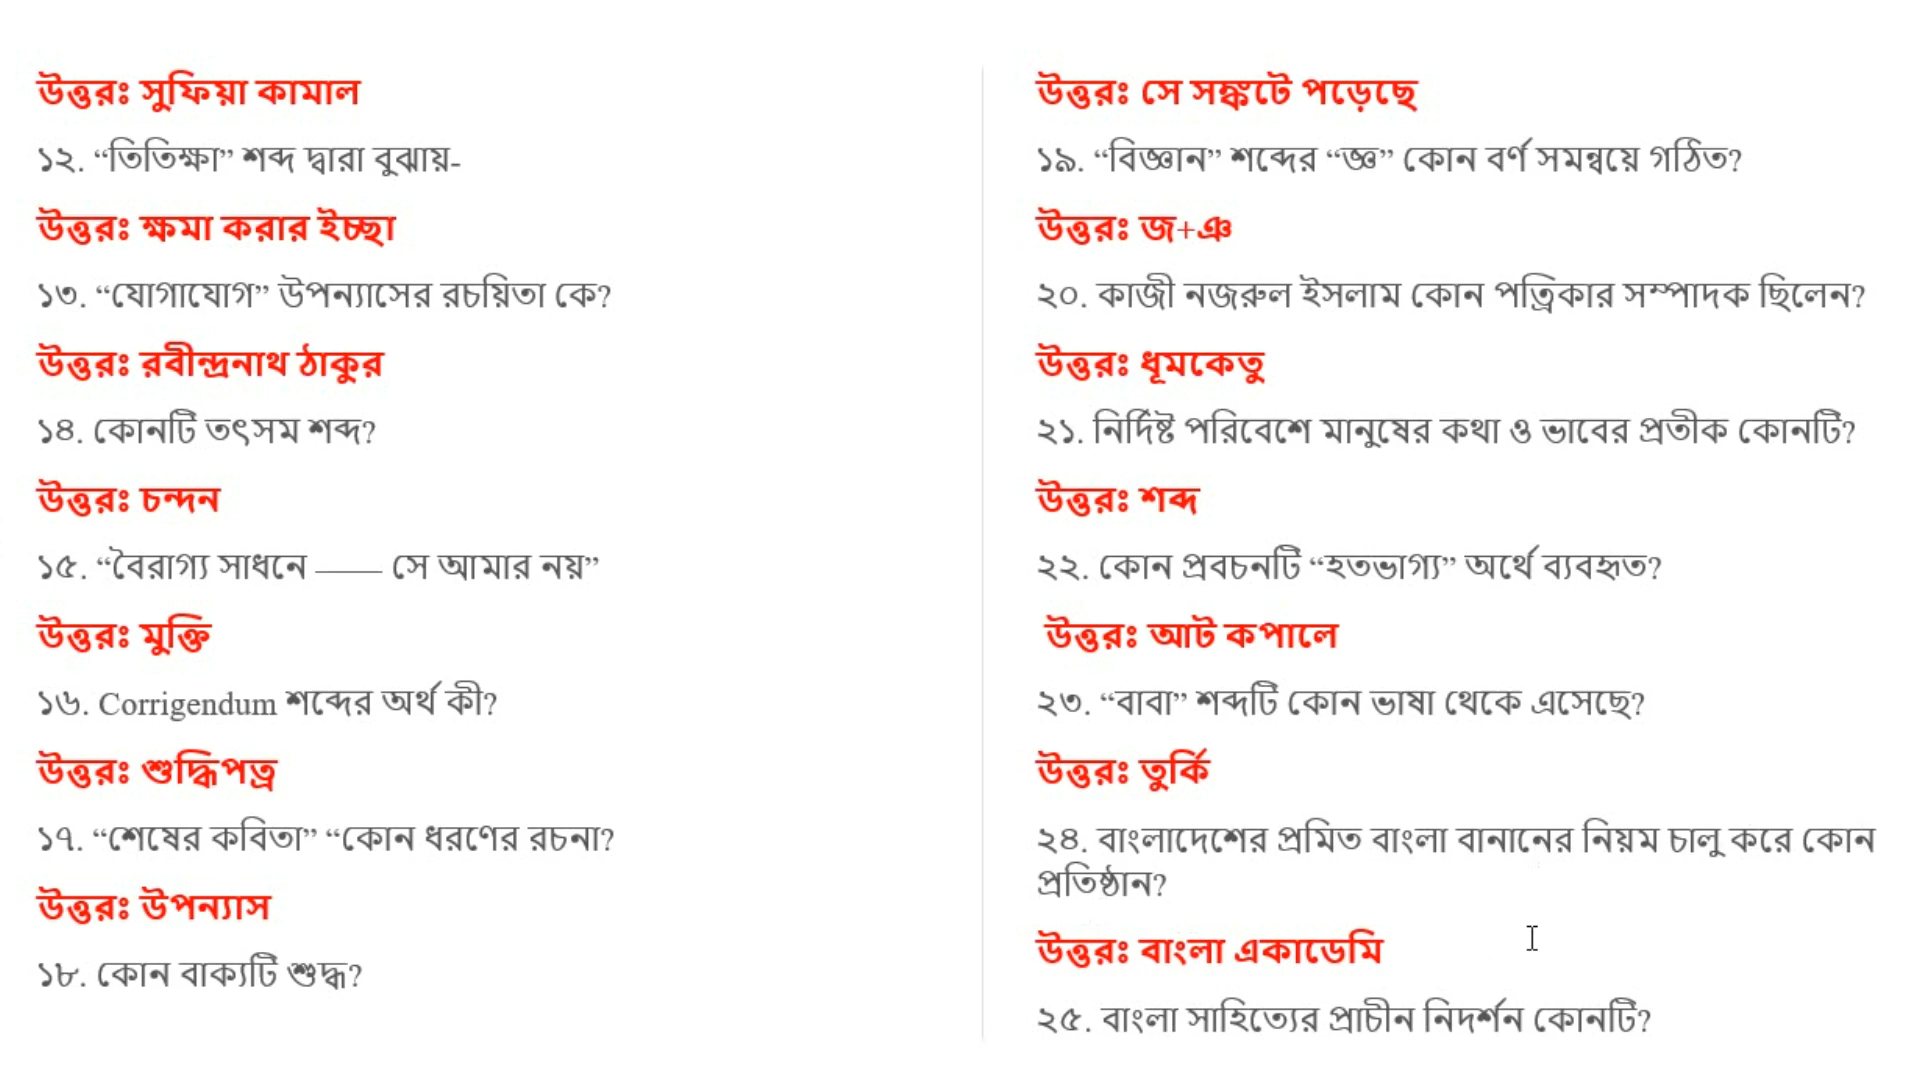 উত্তরঃ সুফিয়া কামাল
১২. “তিতিক্ষা” শব্দ দ্বারা বুঝায়-
উত্তরঃ ক্ষমা করার ইচ্ছা
১৩. “যোগাযোগ” উপন্যাসের রচয়িতা কে?
উত্তরঃ রবীন্দ্রনাথ ঠাকুর
১৪. কোনটি তৎসম শব্দ?
উত্তরঃ চন্দন
১৫. “বৈরাগ্য সাধনে —— সে আমার নয়”
উত্তরঃ মুক্তি
১৬. Corrigendum শব্দের অর্থ কী?
উত্তরঃ শুদ্ধিপত্র
১৭. “শেষের কবিতা” “কোন ধরণের রচনা?
উত্তরঃ উপন্যাস
১৮. কোন বাক্যটি শুদ্ধ?
উত্তরঃ সে সঙ্কটে পড়েছে
১৯. “বিজ্ঞান” শব্দের “জ্ঞ” কোন বর্ণ সমন্বয়ে গঠিত?
উত্তরঃ জ+ঞ
২০. কাজী নজরুল ইসলাম কোন পত্রিকার সম্পাদক ছিলেন?
উত্তরঃ ধূমকেতু
২১. নির্দিষ্ট পরিবেশে মানুষের কথা ও ভাবের প্রতীক কোনটি?
উত্তরঃ শব্দ
২২. কোন প্রবচনটি “হতভাগ্য” অর্থে ব্যবহৃত?
উত্তরঃ আট কপালে
২৩. “বাবা” শব্দটি কোন ভাষা থেকে এসেছে?
উত্তরঃ তুর্কি
২৪. বাংলাদেশের প্রমিত বাংলা বানানের নিয়ম চালু করে কোন
প্রতিষ্ঠান?
উত্তরঃ বাংলা একাডেমি
২৫. বাংলা সাহিত্যের প্রাচীন নিদর্শন কোনটি?